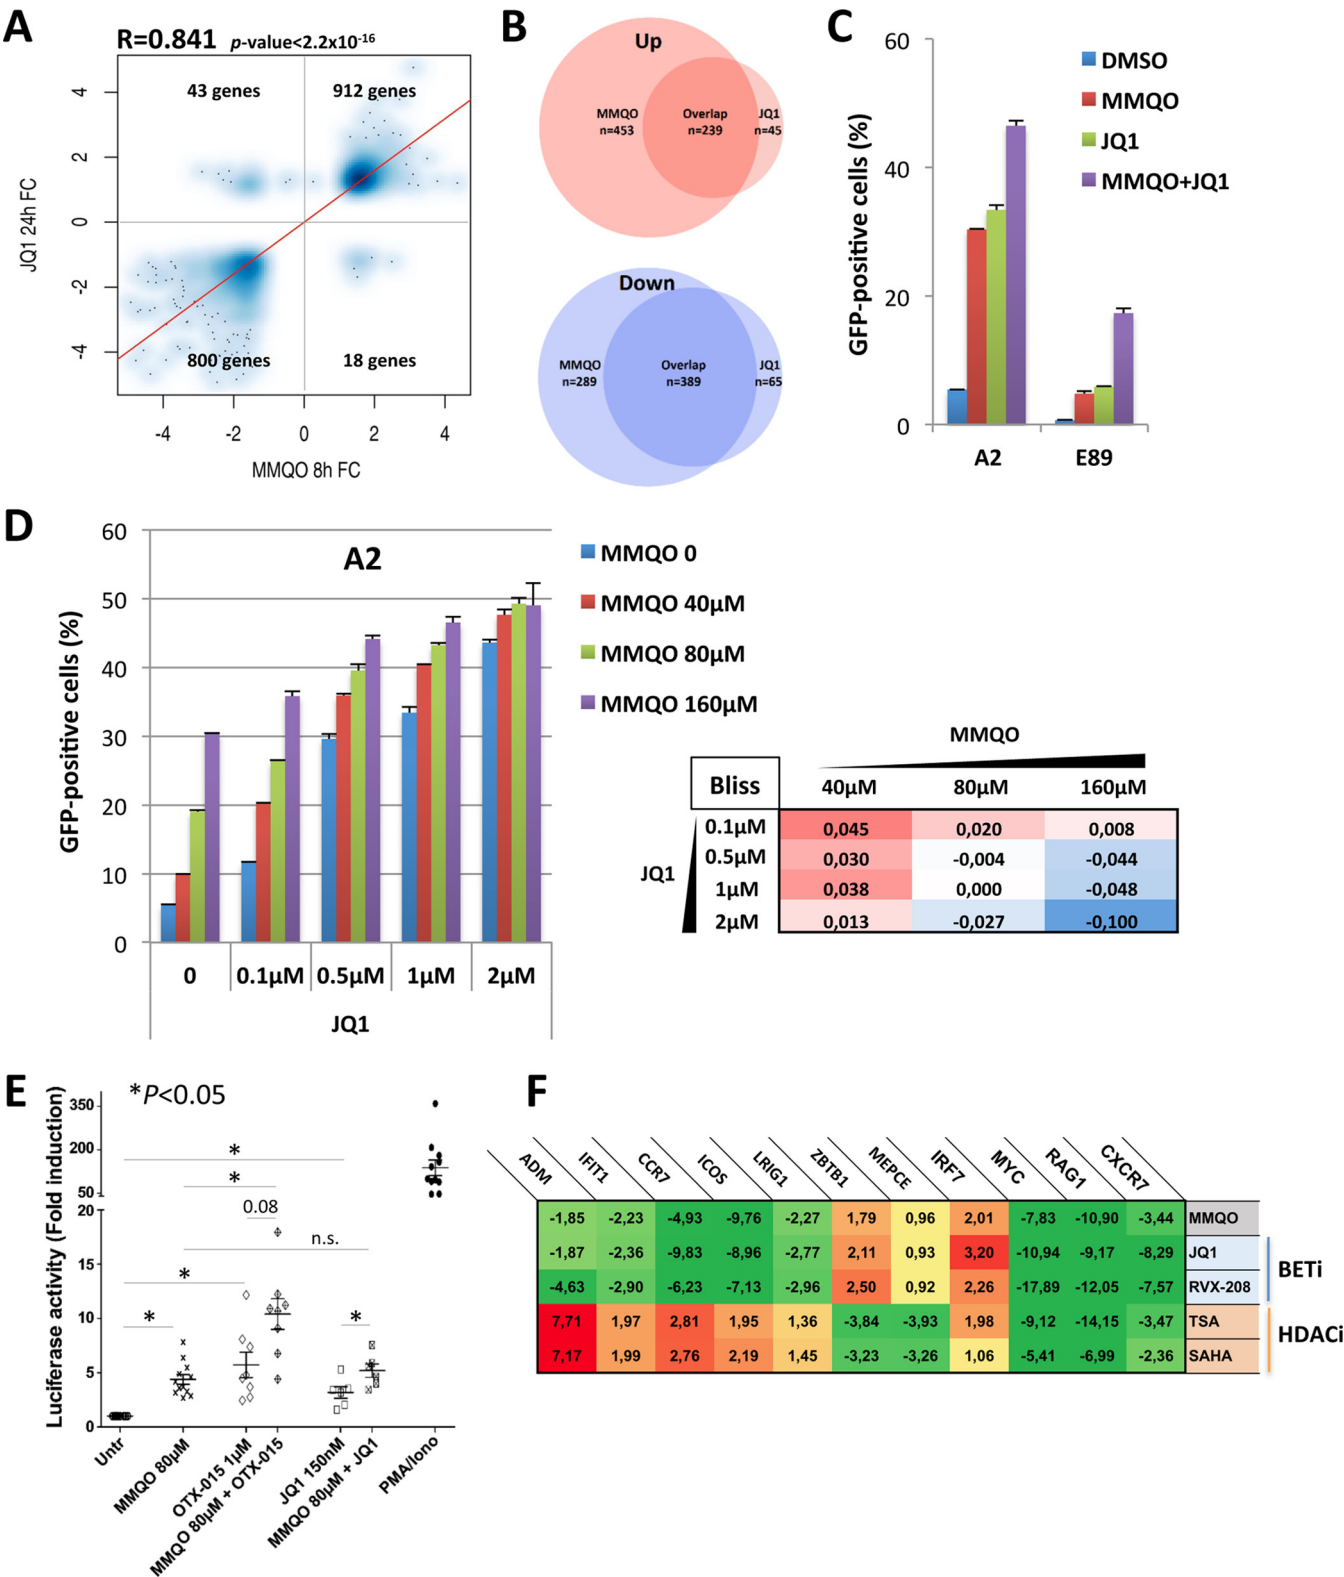 A
R=0.841 p-value<2.2x10-16
43 genes 912 genes
800 genes 18 genes
JQ1 24h FC
4
2
0
-2
-4
-4 -2 0 2 4
MMQO 8h FC
B
Up
MMQO Overlap JQ1
n=453 n=239 n=45
Down
MMQO Overlap JQ1
n=289 n=389 n=65
C
GFP-positive cells (%)
60
40
20
0
A2 E89
DMSO
MMQO
JQ1
MMQO+JQ1
D
A2
GFP-positive cells (%)
60
50
40
30
20
10
0
0 0.1µM 0.5µM 1µM 2µM
JQ1
MMQO 0
MMQO 40µM
MMQO 80µM
MMQO 160µM
MMQO
Bliss 40µM 80µM 160µM
JQ1
0.1µM 0,045 0,020 0,008
0.5µM 0,030 -0,004 -0,044
1µM 0,038 0,000 -0,048
2µM 0,013 -0,027 -0,100
E
*P<0.05
Luciferase activity (Fold induction)
350
200
50
20
15
10
5
0
*
*
0.08
n.s.
*
*
*
Untr
MMQO 80µM
OTX-015 1µM
MMQO 80µM + OTX-015
JQ1 150nM
MMQO 80µM + JQ1
PMA/Iono
F
ADM IFIT1 CCR7 ICOS LRIG1 ZBTB1 MEPCE IRF7 MYC RAG1 CXCR7
-1,85 -2,23 -4,93 -9,76 -2,27 1,79 0,96 2,01 -7,83 -10,90 -3,44 MMQO
-1,87 -2,36 -9,83 -8,96 -2,77 2,11 0,93 3,20 -10,94 -9,17 -8,29 JQ1
-4,63 -2,90 -6,23 -7,13 -2,96 2,50 0,92 2,26 -17,89 -12,05 -7,57 RVX-208
BETi
7,71 1,97 2,81 1,95 1,36 -3,84 -3,93 1,98 -9,12 -14,15 -3,47 TSA
7,17 1,99 2,76 2,19 1,45 -3,23 -3,26 1,06 -5,41 -6,99 -2,36 SAHA
HDACi